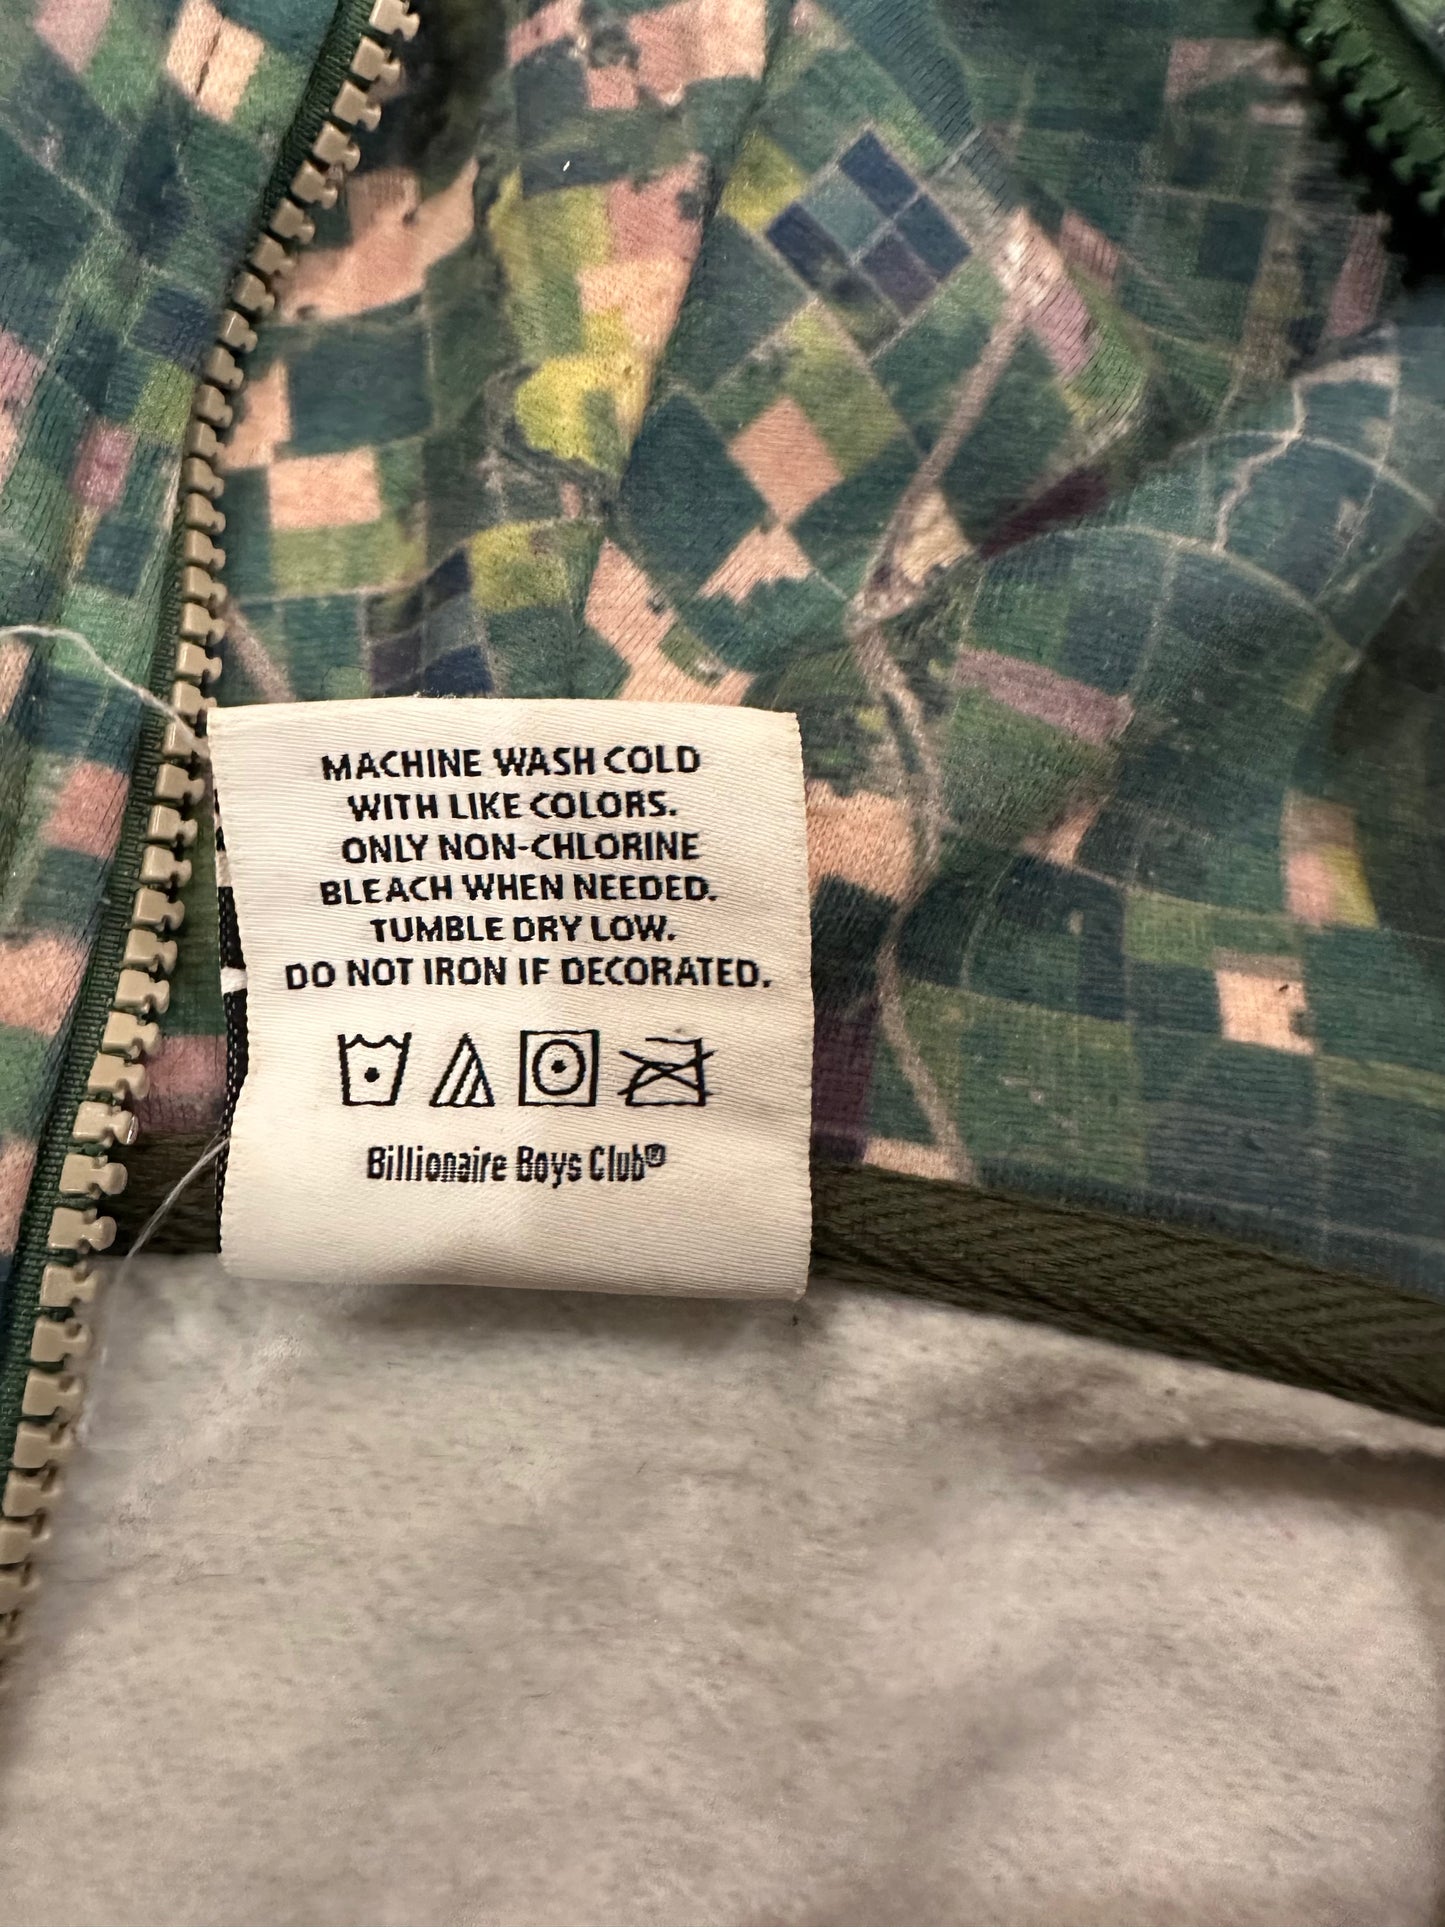 MACHINE WASH COLD
WITH LIKE COLORS.
ONLY NON-CHLORINE
BLEACH WHEN NEEDED.
TUMBLE DRY LOW.
DO NOT IRON IF DECORATED.
Billionaire Boys Club®